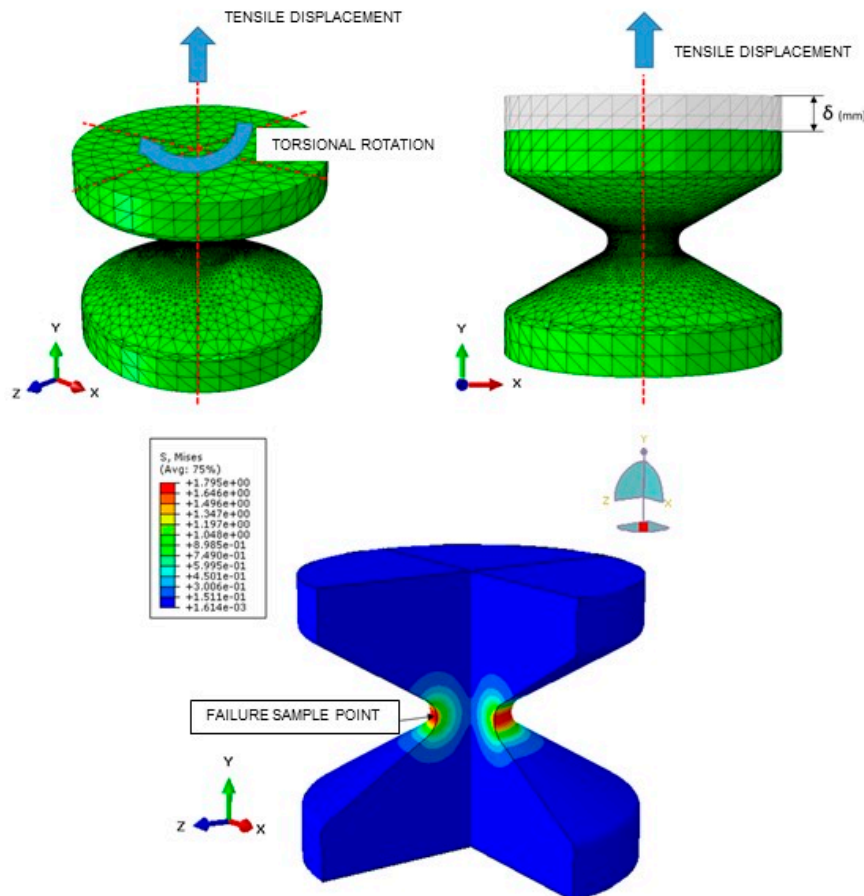 TENSILE DISPLACEMENT
TORSIONAL ROTATION
Y
Z
X
TENSILE DISPLACEMENT
δ (mm)
Y
X
S, Mises
(Avg: 75%)
+1.795e+00
+1.646e+00
+1.496e+00
+1.347e+00
+1.197e+00
+1.048e+00
+8.985e-01
+7.490e-01
+5.995e-01
+4.501e-01
+3.006e-01
+1.511e-01
+1.614e-03
Y
Z
X
FAILURE SAMPLE POINT
Y
Z
X